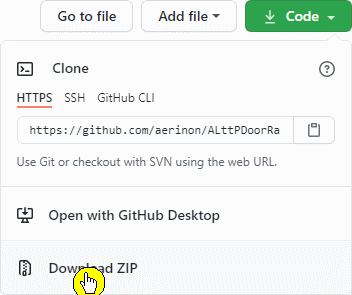 Go to file Add file Code
Clone
HTTPS SSH GitHub CLI
https://github.com/aerinon/ALttPDoorRa
Use Git or checkout with SVN using the web URL.
Open with GitHub Desktop
Download ZIP